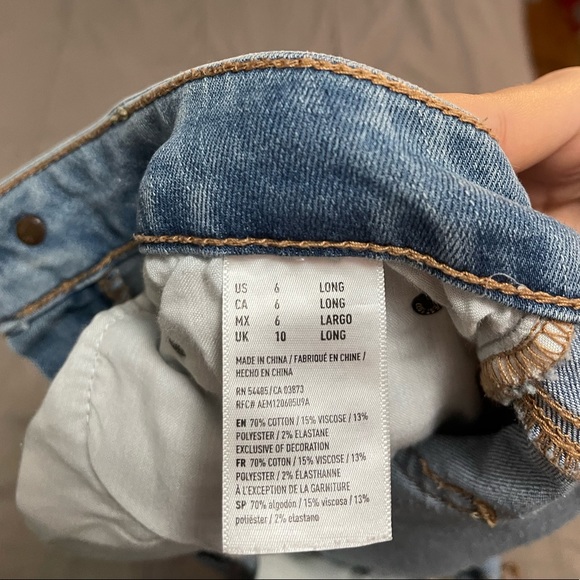 US 6 LONG
CA 6 LONG
MX 6 LARGO
UK 10 LONG
MADE IN CHINA / FABRIQUÉ EN CHINE /
HECHO EN CHINA
RN 54485/CA 03873
RFC# AEM120605U9A
EN 70% COTTON / 15% VISCOSE / 13%
POLYESTER / 2% ELASTANE
EXCLUSIVE OF DECORATION
FR 70% COTON / 15% VISCOSE / 13%
POLYESTER / 2% ÉLASTHANNE
À L'EXCEPTION DE LA GARNITURE
SP 70% algodón / 15% viscosa / 13%
poliéster / 2% elastano